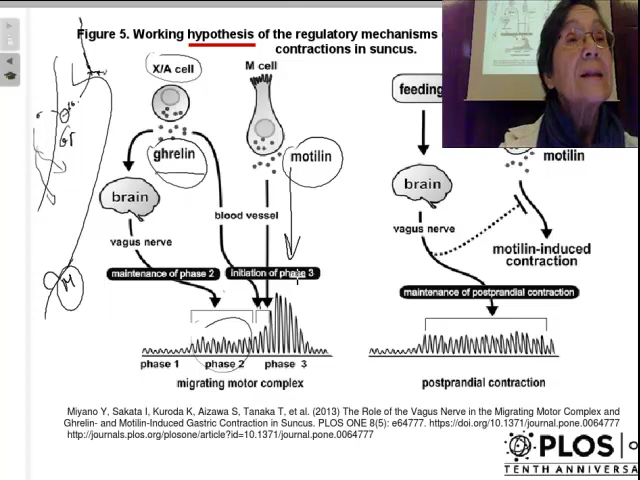 Figure 5. Working hypothesis of the regulatory mechanisms
contractions in suncus.
X/A cell
M cell
feeding
ghrelin
motilin
motilin
brain
brain
blood vessel
vagus nerve
vagus nerve
motilin-induced
contraction
maintenance of phase 2
initiation of phase 3
maintenance of postprandial contraction
phase 1
phase 2
phase 3
migrating motor complex
postprandial contraction
Miyano Y, Sakata I, Kuroda K, Aizawa S, Tanaka T, et al. (2013) The Role of the Vagus Nerve in the Migrating Motor Complex and
Ghrelin- and Motilin-Induced Gastric Contraction in Suncus. PLOS ONE 8(5): e64777. https://doi.org/10.1371/journal.pone.0064777
http://journals.plos.org/plosone/article?id=10.1371/journal.pone.0064777
PLOS
TENTH ANNIVERSA
M